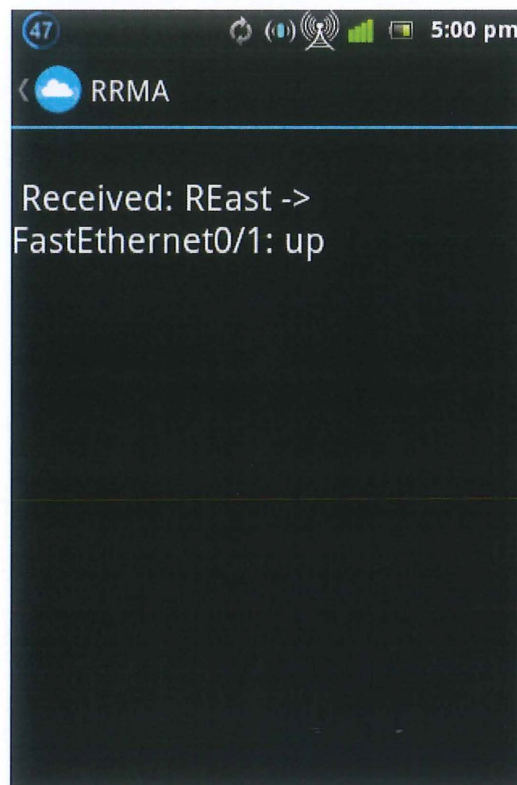 47
5:00 pm
RRMA
Received: REast ->
FastEthernet0/1: up